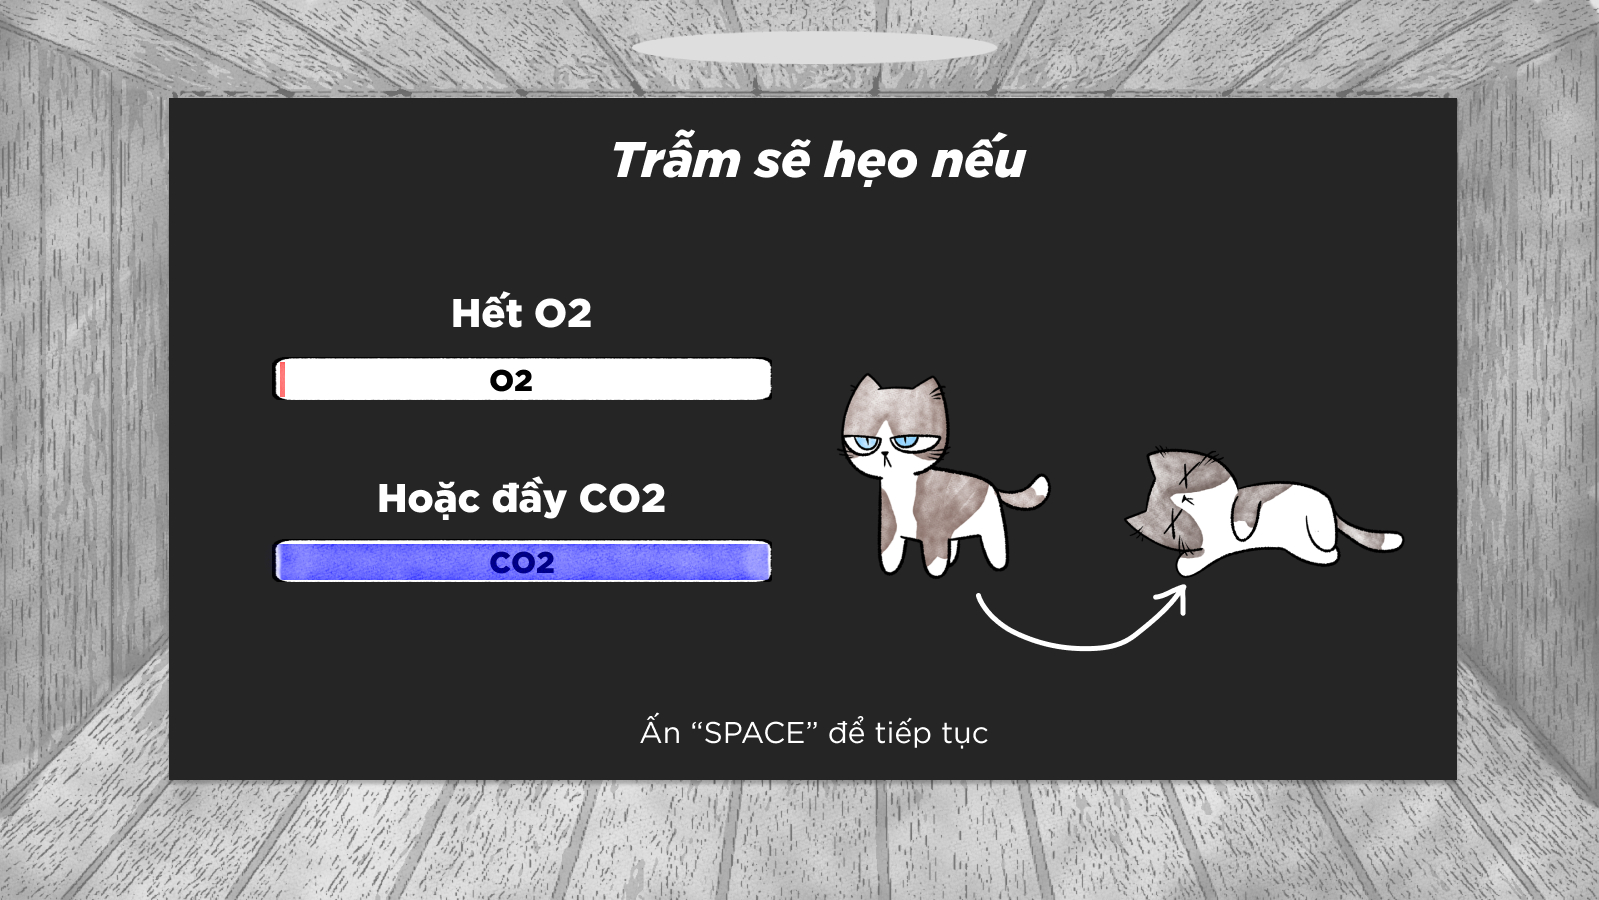 Trẫm sẽ hẹo nếu
Hết O2
O2
Hoặc đầy CO2
CO2
Ấn “SPACE” để tiếp tục